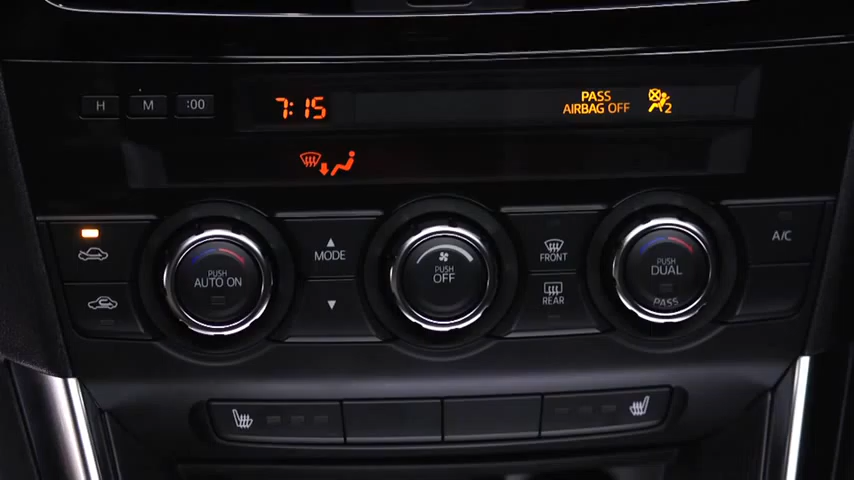 H M :00
7:15
PASS
AIRBAG OFF
2
PUSH
AUTO ON
MODE
PUSH
OFF
FRONT
REAR
PUSH
DUAL
PASS
A/C